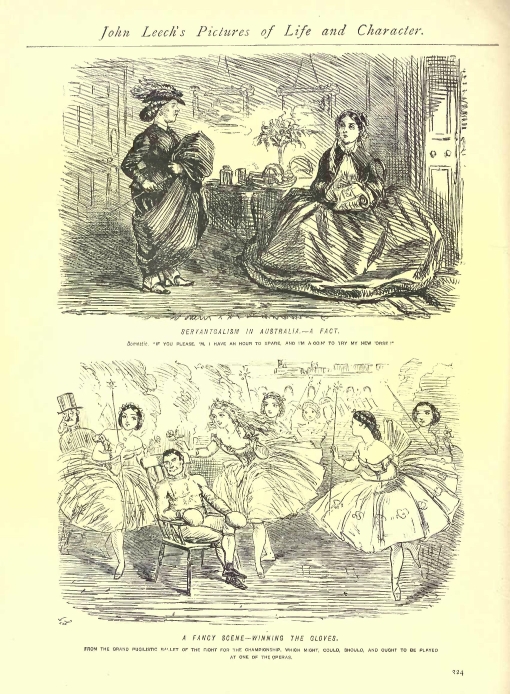 John Leech's Pictures of Life and Character.
SERVANTGALISM IN AUSTRALIA.—A FACT.
Domestic. "IF YOU PLEASE, 'M, I HAVE AN HOUR TO SPARE, AND I'M A GOIN' TO TRY MY NEW 'ORSE!"
A FANCY SCENE—WINNING THE GLOVES.
FROM THE GRAND PUGILISTIC BALLET OF THE FIGHT FOR THE CHAMPIONSHIP, WHICH MIGHT, COULD, SHOULD, AND OUGHT TO BE PLAYED
AT ONE OF THE OPERAS.
224